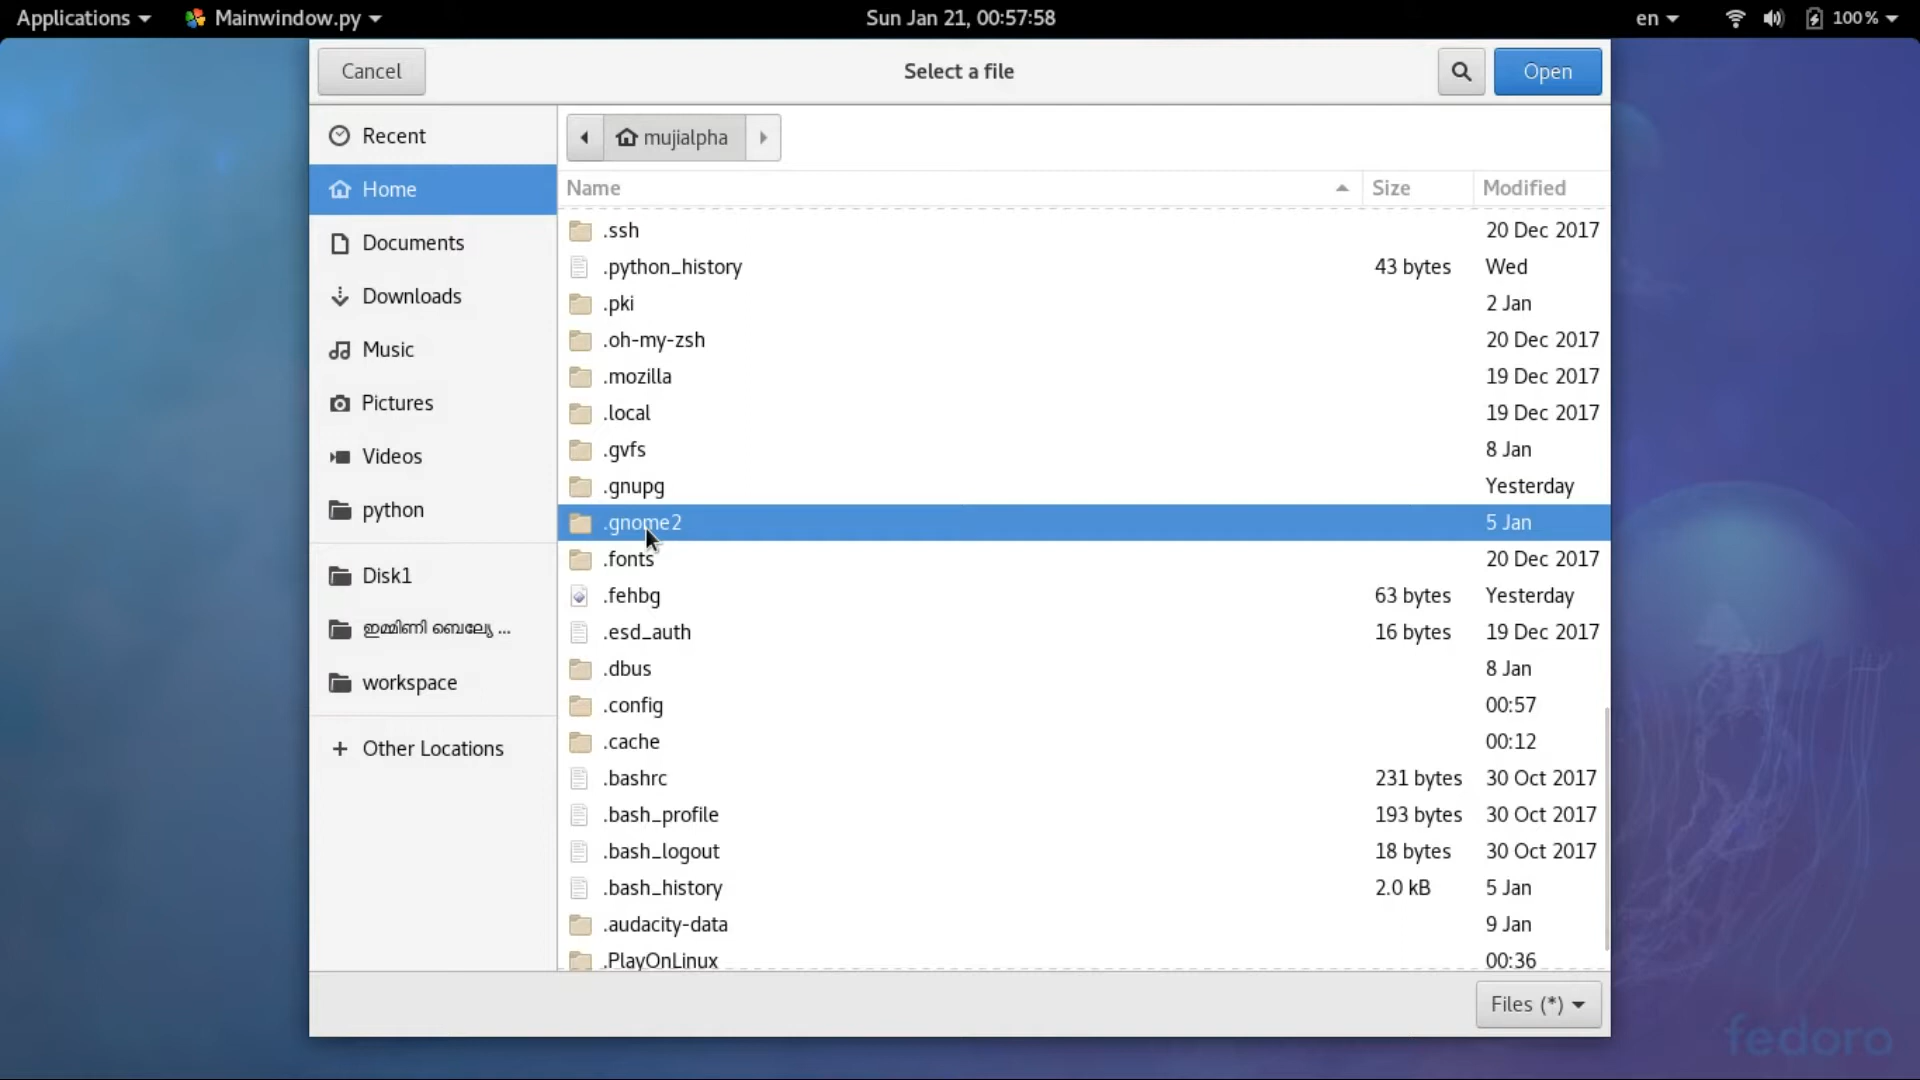 Applications Mainwindow.py Sun Jan 21, 00:57:58 en 100%
Cancel Select a file Open
Recent
Home
Documents
Downloads
Music
Pictures
Videos
python
Disk1
ഇമ്മിണി ബെല്യേ ...
workspace
+ Other Locations
mujialpha
Name Size Modified
.ssh 20 Dec 2017
.python_history 43 bytes Wed
.pki 2 Jan
.oh-my-zsh 20 Dec 2017
.mozilla 19 Dec 2017
.local 19 Dec 2017
.gvfs 8 Jan
.gnupg Yesterday
.gnome2 5 Jan
.fonts 20 Dec 2017
.fehbg 63 bytes Yesterday
.esd_auth 16 bytes 19 Dec 2017
.dbus 8 Jan
.config 00:57
.cache 00:12
.bashrc 231 bytes 30 Oct 2017
.bash_profile 193 bytes 30 Oct 2017
.bash_logout 18 bytes 30 Oct 2017
.bash_history 2.0 kB 5 Jan
.audacity-data 9 Jan
.PlayOnLinux 00:36
Files (*)
fedora